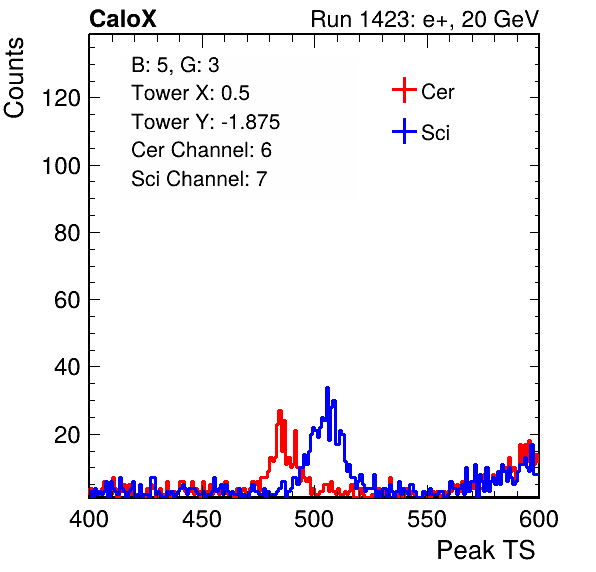 CaloX Run 1423: e+, 20 GeV
Counts
B: 5, G: 3
Tower X: 0.5
Tower Y: -1.875
Cer Channel: 6
Sci Channel: 7
Cer
Sci
120
100
80
60
40
20
400 450 500 550 600
Peak TS